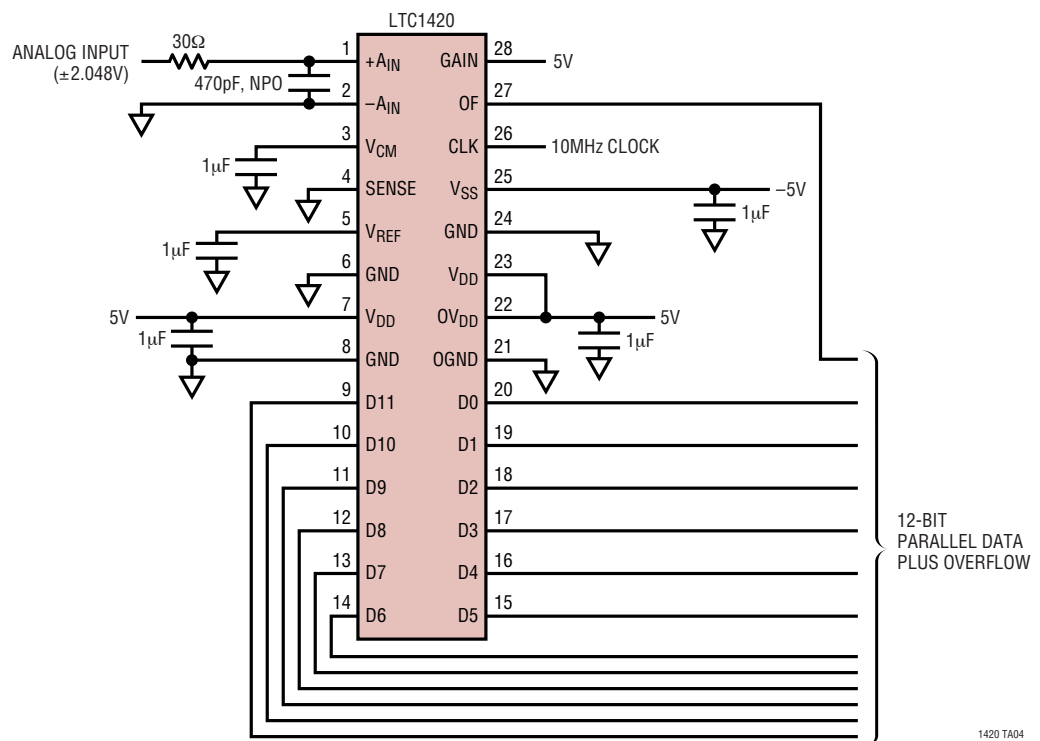 LTC1420
ANALOG INPUT
(±2.048V)
30Ω
470pF, NPO
1 +AIN
2 –AIN
3 VCM
1µF
4 SENSE
5 VREF
1µF
6 GND
5V
7 VDD
1µF
8 GND
9 D11
10 D10
11 D9
12 D8
13 D7
14 D6
GAIN 28 5V
OF 27
CLK 26 10MHz CLOCK
VSS 25 –5V
1µF
GND 24
VDD 23
OVDD 22 5V
1µF
OGND 21
D0 20
D1 19
D2 18
D3 17
D4 16
D5 15
12-BIT
PARALLEL DATA
PLUS OVERFLOW
1420 TA04